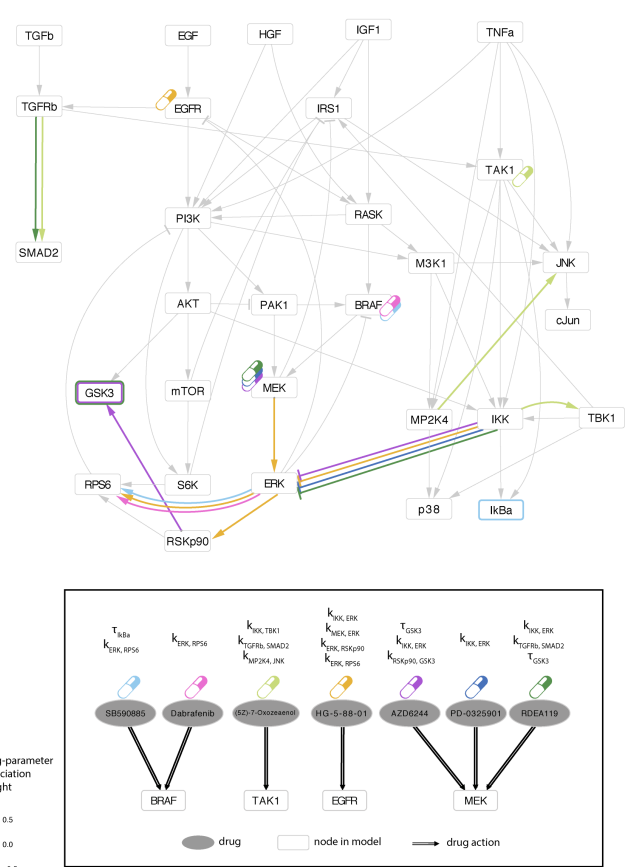 TGFb
EGF
HGF
IGF1
TNFa
TGFRb
EGFR
IRS1
TAK1
PI3K
RASK
SMAD2
M3K1
JNK
AKT
PAK1
BRAF
cJun
GSK3
mTOR
MEK
MP2K4
IKK
TBK1
RPS6
S6K
ERK
p38
IkBa
RSKp90
τIkBa
kERK, RPS6
kERK, RPS6
kIKK, TBK1
kTGFRb, SMAD2
kMP2K4, JNK
kIKK, ERK
kMEK, ERK
kERK, RSKp90
kERK, RPS6
τGSK3
kIKK, ERK
kRSKp90, GSK3
kIKK, ERK
kIKK, ERK
kTGFRb, SMAD2
τGSK3
SB590885
Dabrafenib
(5Z)-7-Oxozeaenol
HG-5-88-01
AZD6244
PD-0325901
RDEA119
BRAF
TAK1
EGFR
MEK
drug
node in model
drug action
g-parameter
ciation
ght
0.5
0.0